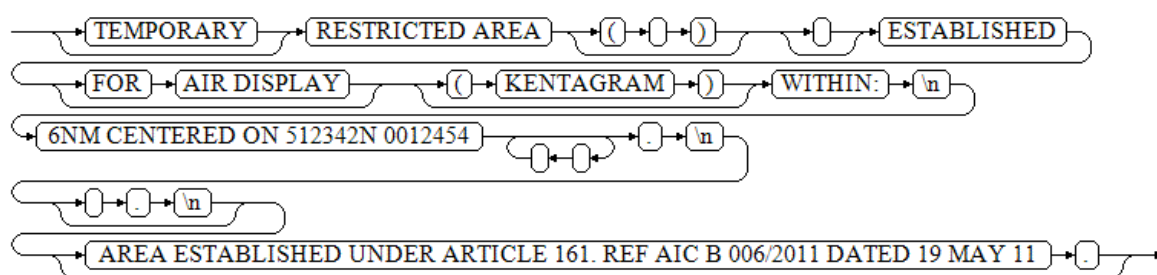 TEMPORARY RESTRICTED AREA ( ) ESTABLISHED
FOR AIR DISPLAY ( KENTAGRAM ) WITHIN: \n
6NM CENTERED ON 512342N 0012454 . \n
. \n
AREA ESTABLISHED UNDER ARTICLE 161. REF AIC B 006/2011 DATED 19 MAY 11 .